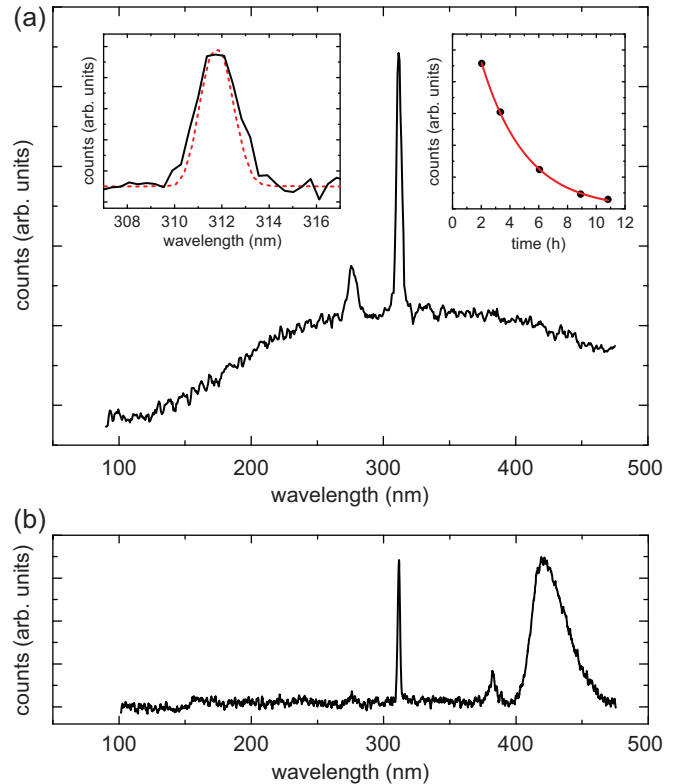 (a)
counts (arb. units)
counts (arb. units)
308 310 312 314 316
wavelength (nm)
counts (arb. units)
0 2 4 6 8 10 12
time (h)
100 200 300 400 500
wavelength (nm)
(b)
counts (arb. units)
100 200 300 400 500
wavelength (nm)